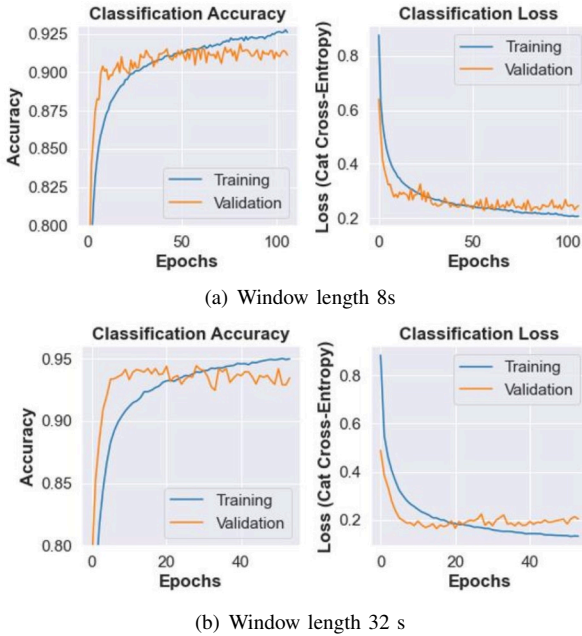 Classification Accuracy
0.925
0.900
0.875
0.850
0.825
0.800
Accuracy
Training
Validation
0 50 100
Epochs
Classification Loss
0.8
0.6
0.4
0.2
Loss (Cat Cross-Entropy)
Training
Validation
0 50 100
Epochs
(a) Window length 8s
Classification Accuracy
0.95
0.90
0.85
0.80
Accuracy
Training
Validation
0 20 40
Epochs
Classification Loss
0.8
0.6
0.4
0.2
Loss (Cat Cross-Entropy)
Training
Validation
0 20 40
Epochs
(b) Window length 32 s